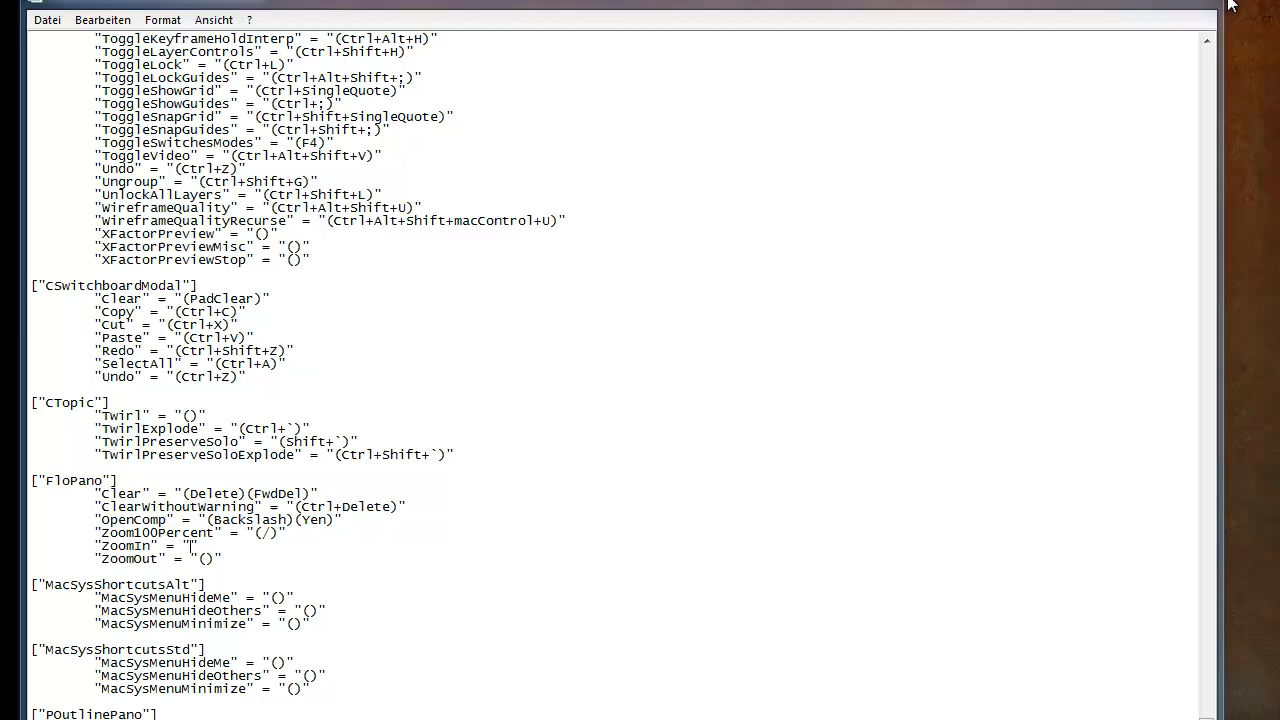 Datei Bearbeiten Format Ansicht ?
"ToggleKeyframeHoldInterp" = "(Ctrl+Alt+H)"
"ToggleLayerControls" = "(Ctrl+Shift+H)"
"ToggleLock" = "(Ctrl+L)"
"ToggleLockGuides" = "(Ctrl+Alt+Shift+;)"
"ToggleShowGrid" = "(Ctrl+SingleQuote)"
"ToggleShowGuides" = "(Ctrl+;)"
"ToggleSnapGrid" = "(Ctrl+Shift+SingleQuote)"
"ToggleSnapGuides" = "(Ctrl+Shift+;)"
"ToggleSwitchesModes" = "(F4)"
"ToggleVideo" = "(Ctrl+Alt+Shift+V)"
"Undo" = "(Ctrl+Z)"
"Ungroup" = "(Ctrl+Shift+G)"
"UnlockAllLayers" = "(Ctrl+Shift+L)"
"WireframeQuality" = "(Ctrl+Alt+Shift+U)"
"WireframeQualityRecurse" = "(Ctrl+Alt+Shift+macControl+U)"
"XFactorPreview" = "()"
"XFactorPreviewMisc" = "()"
"XFactorPreviewStop" = "()"
["CSwitchboardModal"]
"Clear" = "(PadClear)"
"Copy" = "(Ctrl+C)"
"Cut" = "(Ctrl+X)"
"Paste" = "(Ctrl+V)"
"Redo" = "(Ctrl+Shift+Z)"
"SelectAll" = "(Ctrl+A)"
"Undo" = "(Ctrl+Z)"
["CTopic"]
"Twirl" = "()"
"TwirlExplode" = "(Ctrl+`)"
"TwirlPreserveSolo" = "(Shift+`)"
"TwirlPreserveSoloExplode" = "(Ctrl+Shift+`)"
["FloPano"]
"Clear" = "(Delete)(FwdDel)"
"ClearWithoutWarning" = "(Ctrl+Delete)"
"OpenComp" = "(Backslash)(Yen)"
"Zoom100Percent" = "(/)"
"ZoomIn" = ""
"ZoomOut" = "()"
["MacSysShortcutsAlt"]
"MacSysMenuHideMe" = "()"
"MacSysMenuHideOthers" = "()"
"MacSysMenuMinimize" = "()"
["MacSysShortcutsStd"]
"MacSysMenuHideMe" = "()"
"MacSysMenuHideOthers" = "()"
"MacSysMenuMinimize" = "()"
["POutlinePano"]